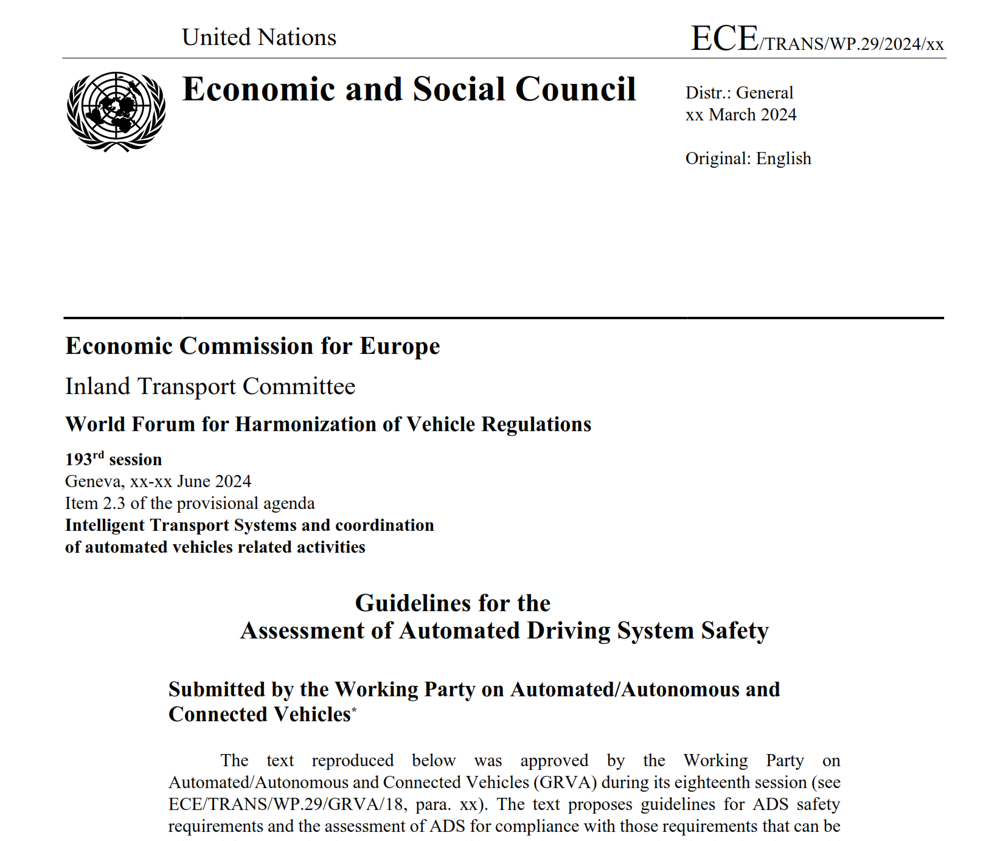 United Nations
ECE/TRANS/WP.29/2024/xx
Economic and Social Council
Distr.: General
xx March 2024
Original: English
Economic Commission for Europe
Inland Transport Committee
World Forum for Harmonization of Vehicle Regulations
193rd session
Geneva, xx-xx June 2024
Item 2.3 of the provisional agenda
Intelligent Transport Systems and coordination
of automated vehicles related activities
Guidelines for the
Assessment of Automated Driving System Safety
Submitted by the Working Party on Automated/Autonomous and
Connected Vehicles*
The text reproduced below was approved by the Working Party on
Automated/Autonomous and Connected Vehicles (GRVA) during its eighteenth session (see
ECE/TRANS/WP.29/GRVA/18, para. xx). The text proposes guidelines for ADS safety
requirements and the assessment of ADS for compliance with those requirements that can be